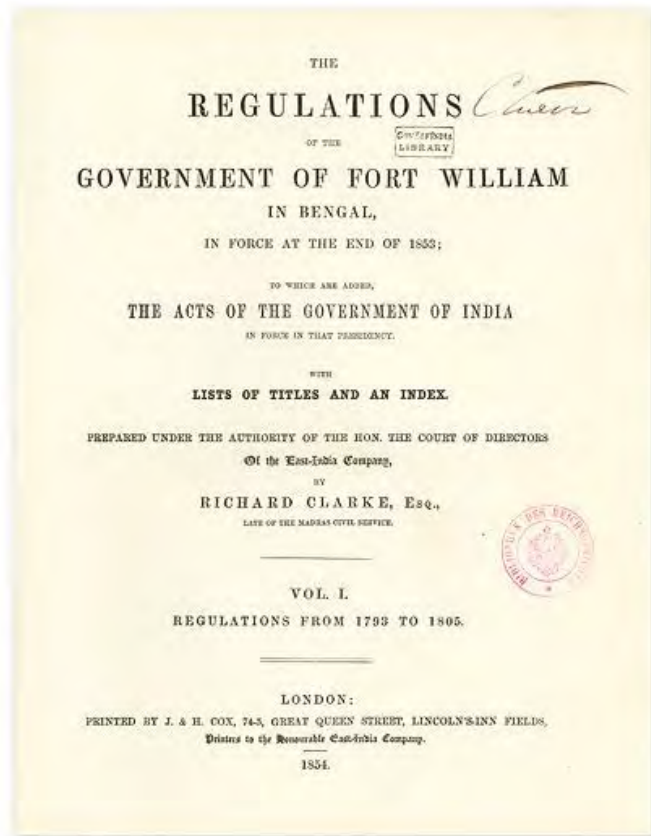 THE
REGULATIONS
OF THE
LIBRARY
GOVERNMENT OF FORT WILLIAM
IN BENGAL,
IN FORCE AT THE END OF 1853;
TO WHICH ARE ADDED,
THE ACTS OF THE GOVERNMENT OF INDIA
IN FORCE IN THAT PRESIDENCY.
WITH
LISTS OF TITLES AND AN INDEX.
PREPARED UNDER THE AUTHORITY OF THE HON. THE COURT OF DIRECTORS
Of the East-India Company,
BY
RICHARD CLARKE, Esq.,
LATE OF THE MADRAS CIVIL SERVICE.
BIBLIOTHEK DES
VOL. I.
REGULATIONS FROM 1793 TO 1805.
LONDON:
PRINTED BY J. & H. COX, 74-5, GREAT QUEEN STREET, LINCOLN'S-INN FIELDS,
Printers to the Honourable East-India Company.
1854.